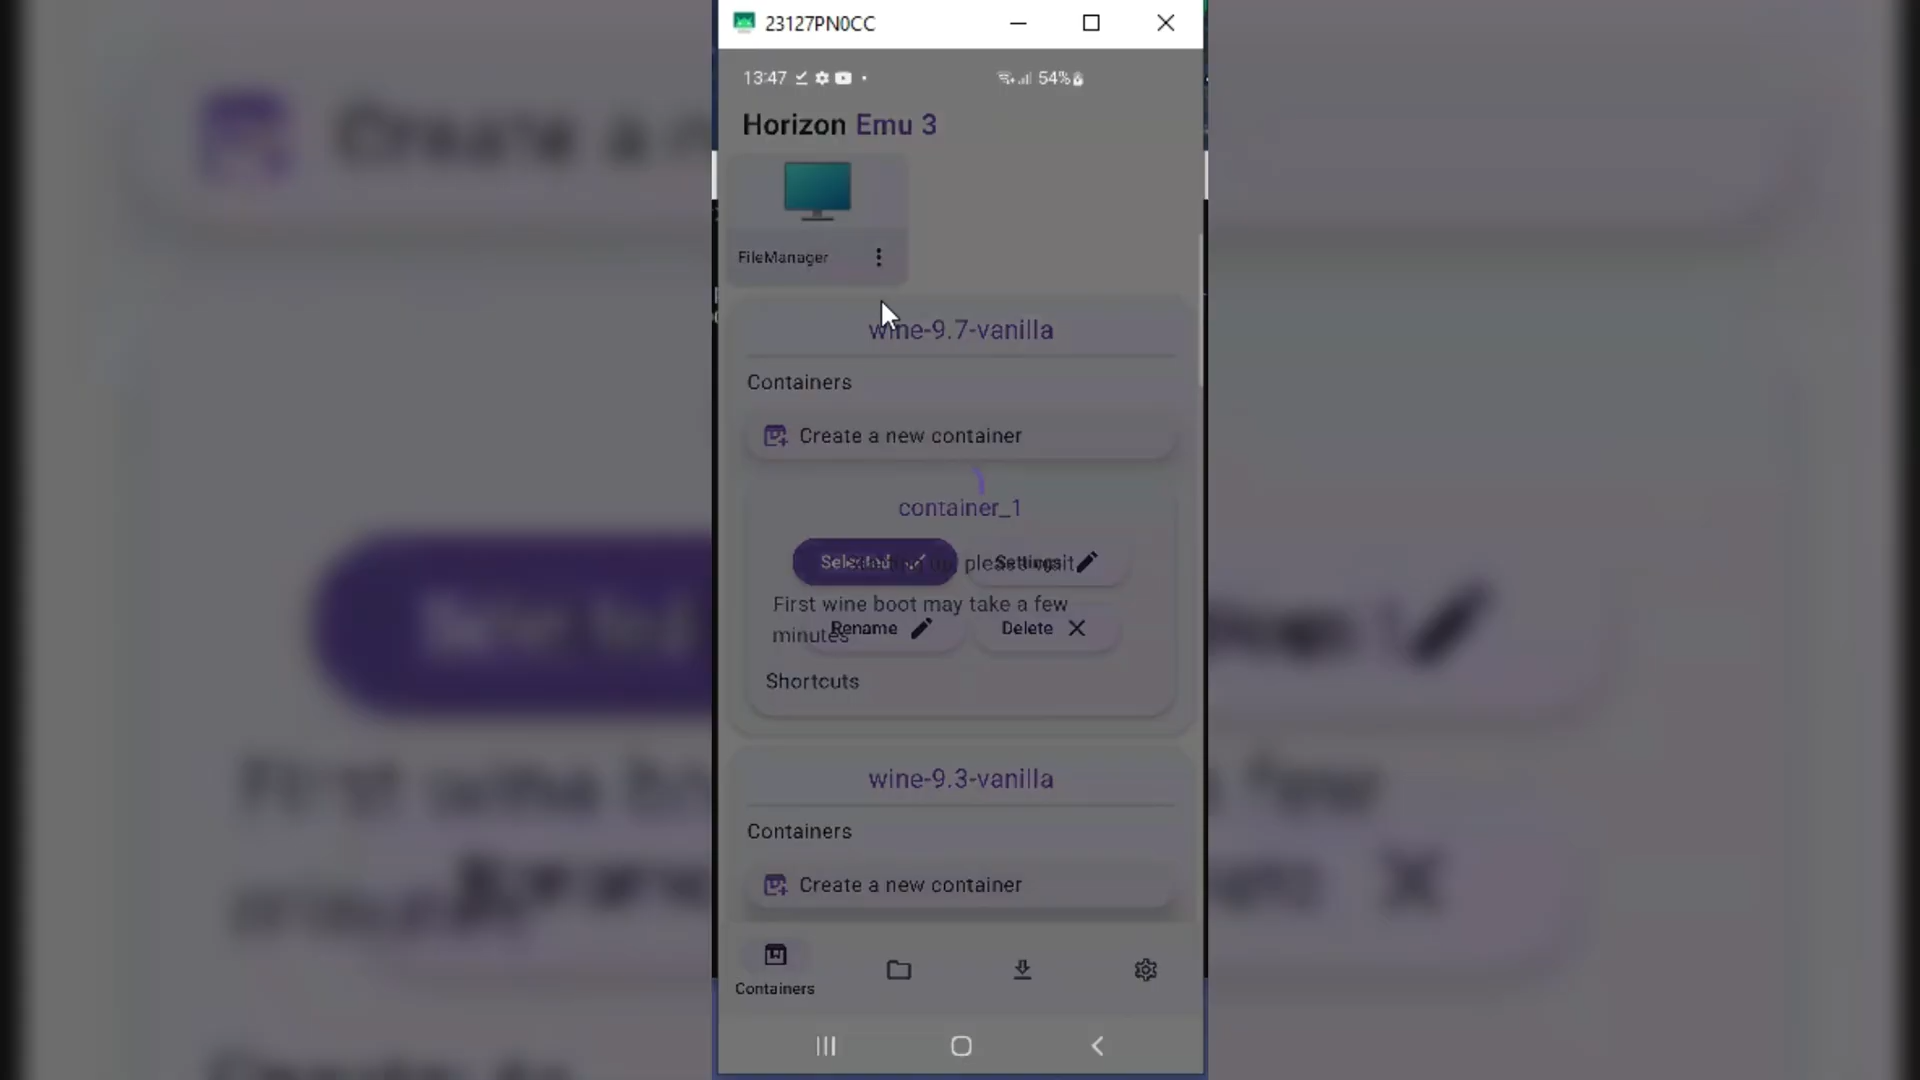 23127PN0CC
13:47
54%
Horizon Emu 3
FileManager
wine-9.7-vanilla
Containers
Create a new container
container_1
Selected
please wait
Settings
First wine boot may take a few
minutes
Rename
Delete
Shortcuts
wine-9.3-vanilla
Containers
Create a new container
Containers